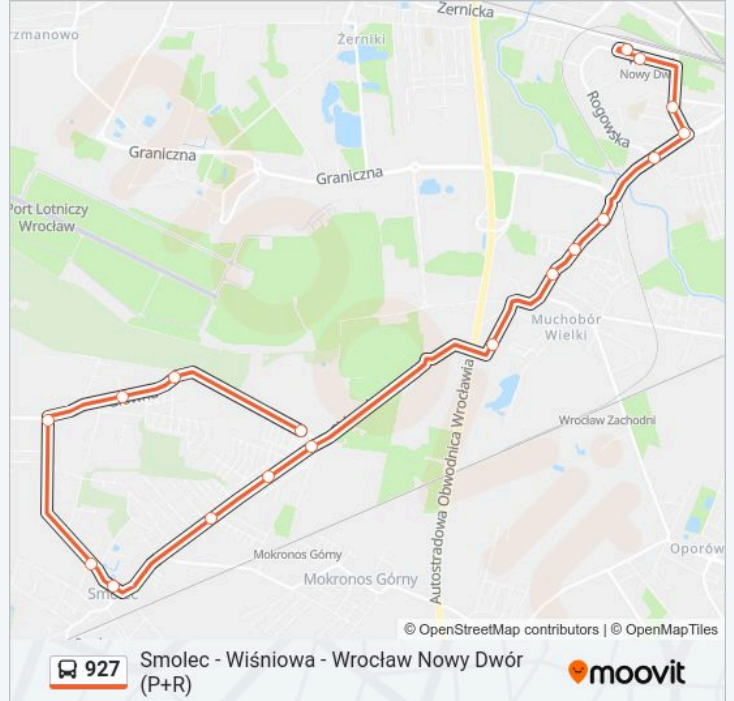 Żernicka
rzmanowo
Żerniki
Nowy Dw
Rogowska
Graniczna
Graniczna
Port Lotniczy
Wrocław
Muchobór
Wielki
Autostradowa Obwodnica Wrocławia
Wrocław Zachodni
Mokronos Górny
Mokronos Górny
Oporów
© OpenStreetMap contributors | © OpenMapTiles
927
Smolec - Wiśniowa - Wrocław Nowy Dwór
(P+R)
moovit